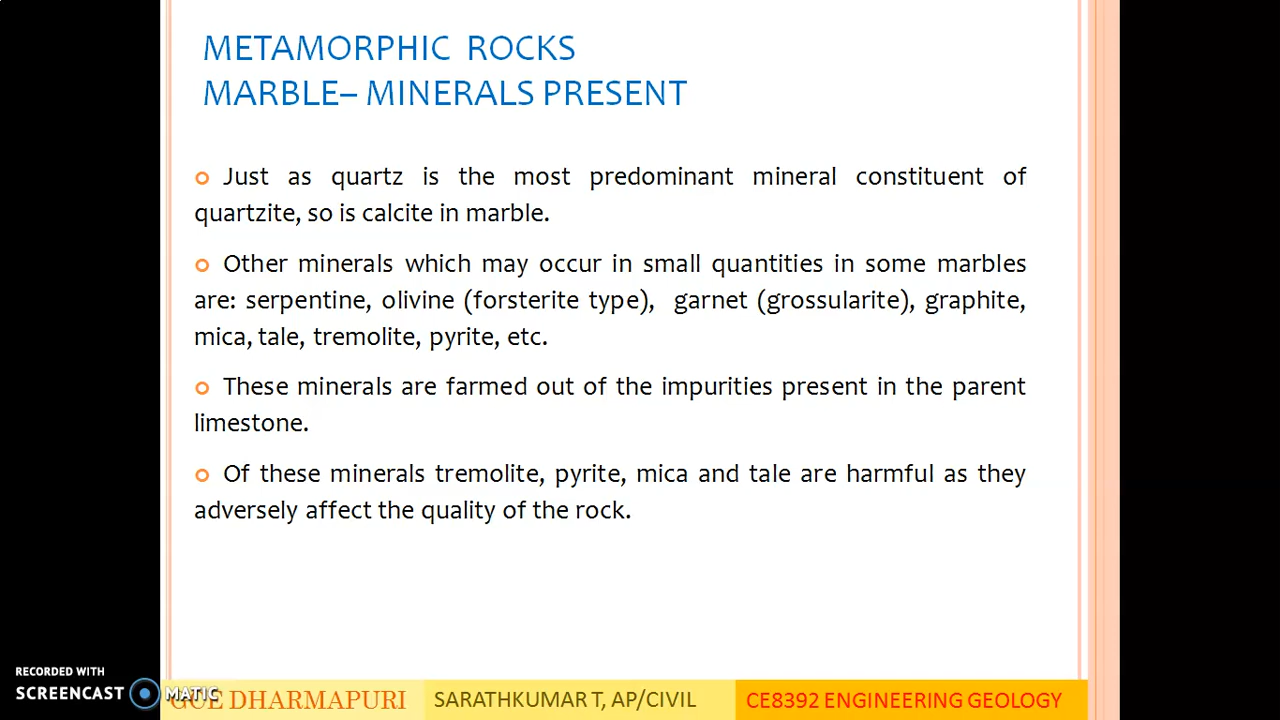 METAMORPHIC ROCKS
MARBLE– MINERALS PRESENT
Just as quartz is the most predominant mineral constituent of
quartzite, so is calcite in marble.
Other minerals which may occur in small quantities in some marbles
are: serpentine, olivine (forsterite type), garnet (grossularite), graphite,
mica, tale, tremolite, pyrite, etc.
These minerals are farmed out of the impurities present in the parent
limestone.
Of these minerals tremolite, pyrite, mica and tale are harmful as they
adversely affect the quality of the rock.
RECORDED WITH
SCREENCAST MATIC
GCE DHARMAPURI
SARATHKUMAR T, AP/CIVIL
CE8392 ENGINEERING GEOLOGY